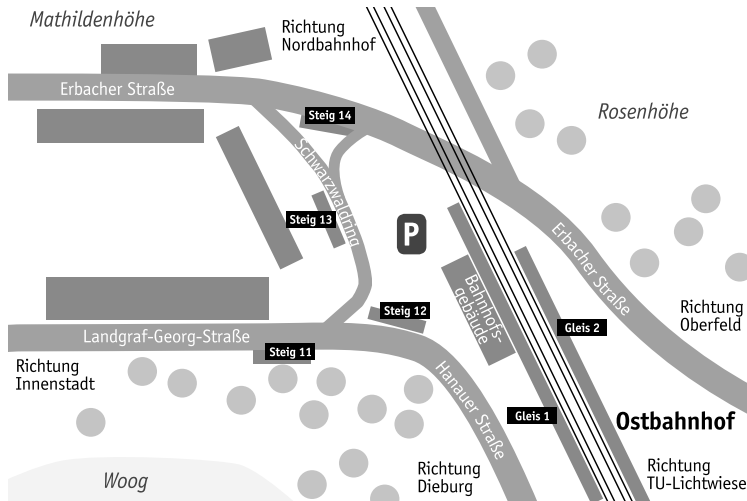 Mathildenhöhe
Richtung
Nordbahnhof
Erbacher Straße
Steig 14
Rosenhöhe
Schwarzwaldring
Steig 13
P
Erbacher Straße
Bahnhofs-
gebäude
Richtung
Oberfeld
Steig 12
Gleis 2
Landgraf-Georg-Straße
Steig 11
Richtung
Innenstadt
Hanauer Straße
Gleis 1
Ostbahnhof
Woog
Richtung
Dieburg
Richtung
TU-Lichtwiese